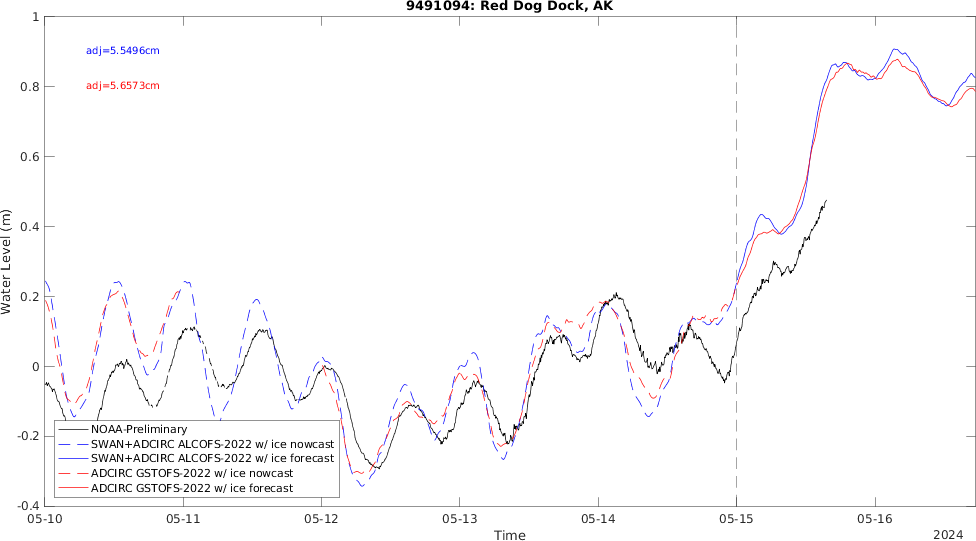 9491094: Red Dog Dock, AK
adj=5.5496cm
adj=5.6573cm
Water Level (m)
1
0.8
0.6
0.4
0.2
0
-0.2
-0.4
NOAA-Preliminary
SWAN+ADCIRC ALCOFS-2022 w/ ice nowcast
SWAN+ADCIRC ALCOFS-2022 w/ ice forecast
ADCIRC GSTOFS-2022 w/ ice nowcast
ADCIRC GSTOFS-2022 w/ ice forecast
05-10 05-11 05-12 05-13 05-14 05-15 05-16
Time
2024